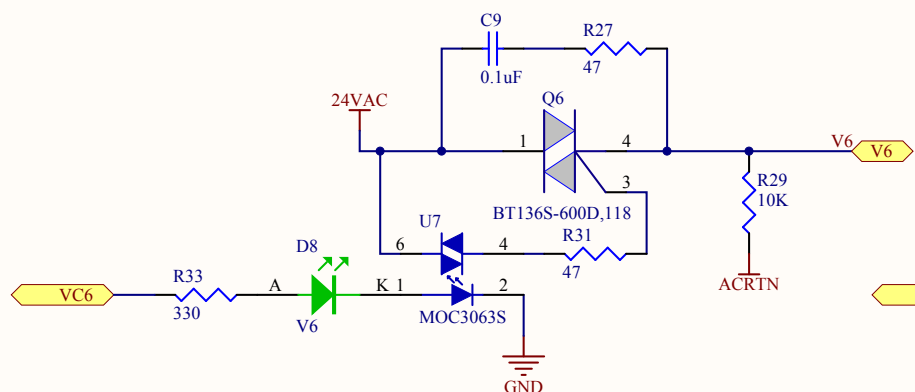 C9
R27
0.1uF
47
24VAC
Q6
1
4
V6
V6
3
R29
10K
BT136S-600D,118
U7
R31
6
4
47
D8
ACRTN
VC6
R33
A
K
1
2
330
V6
MOC3063S
GND